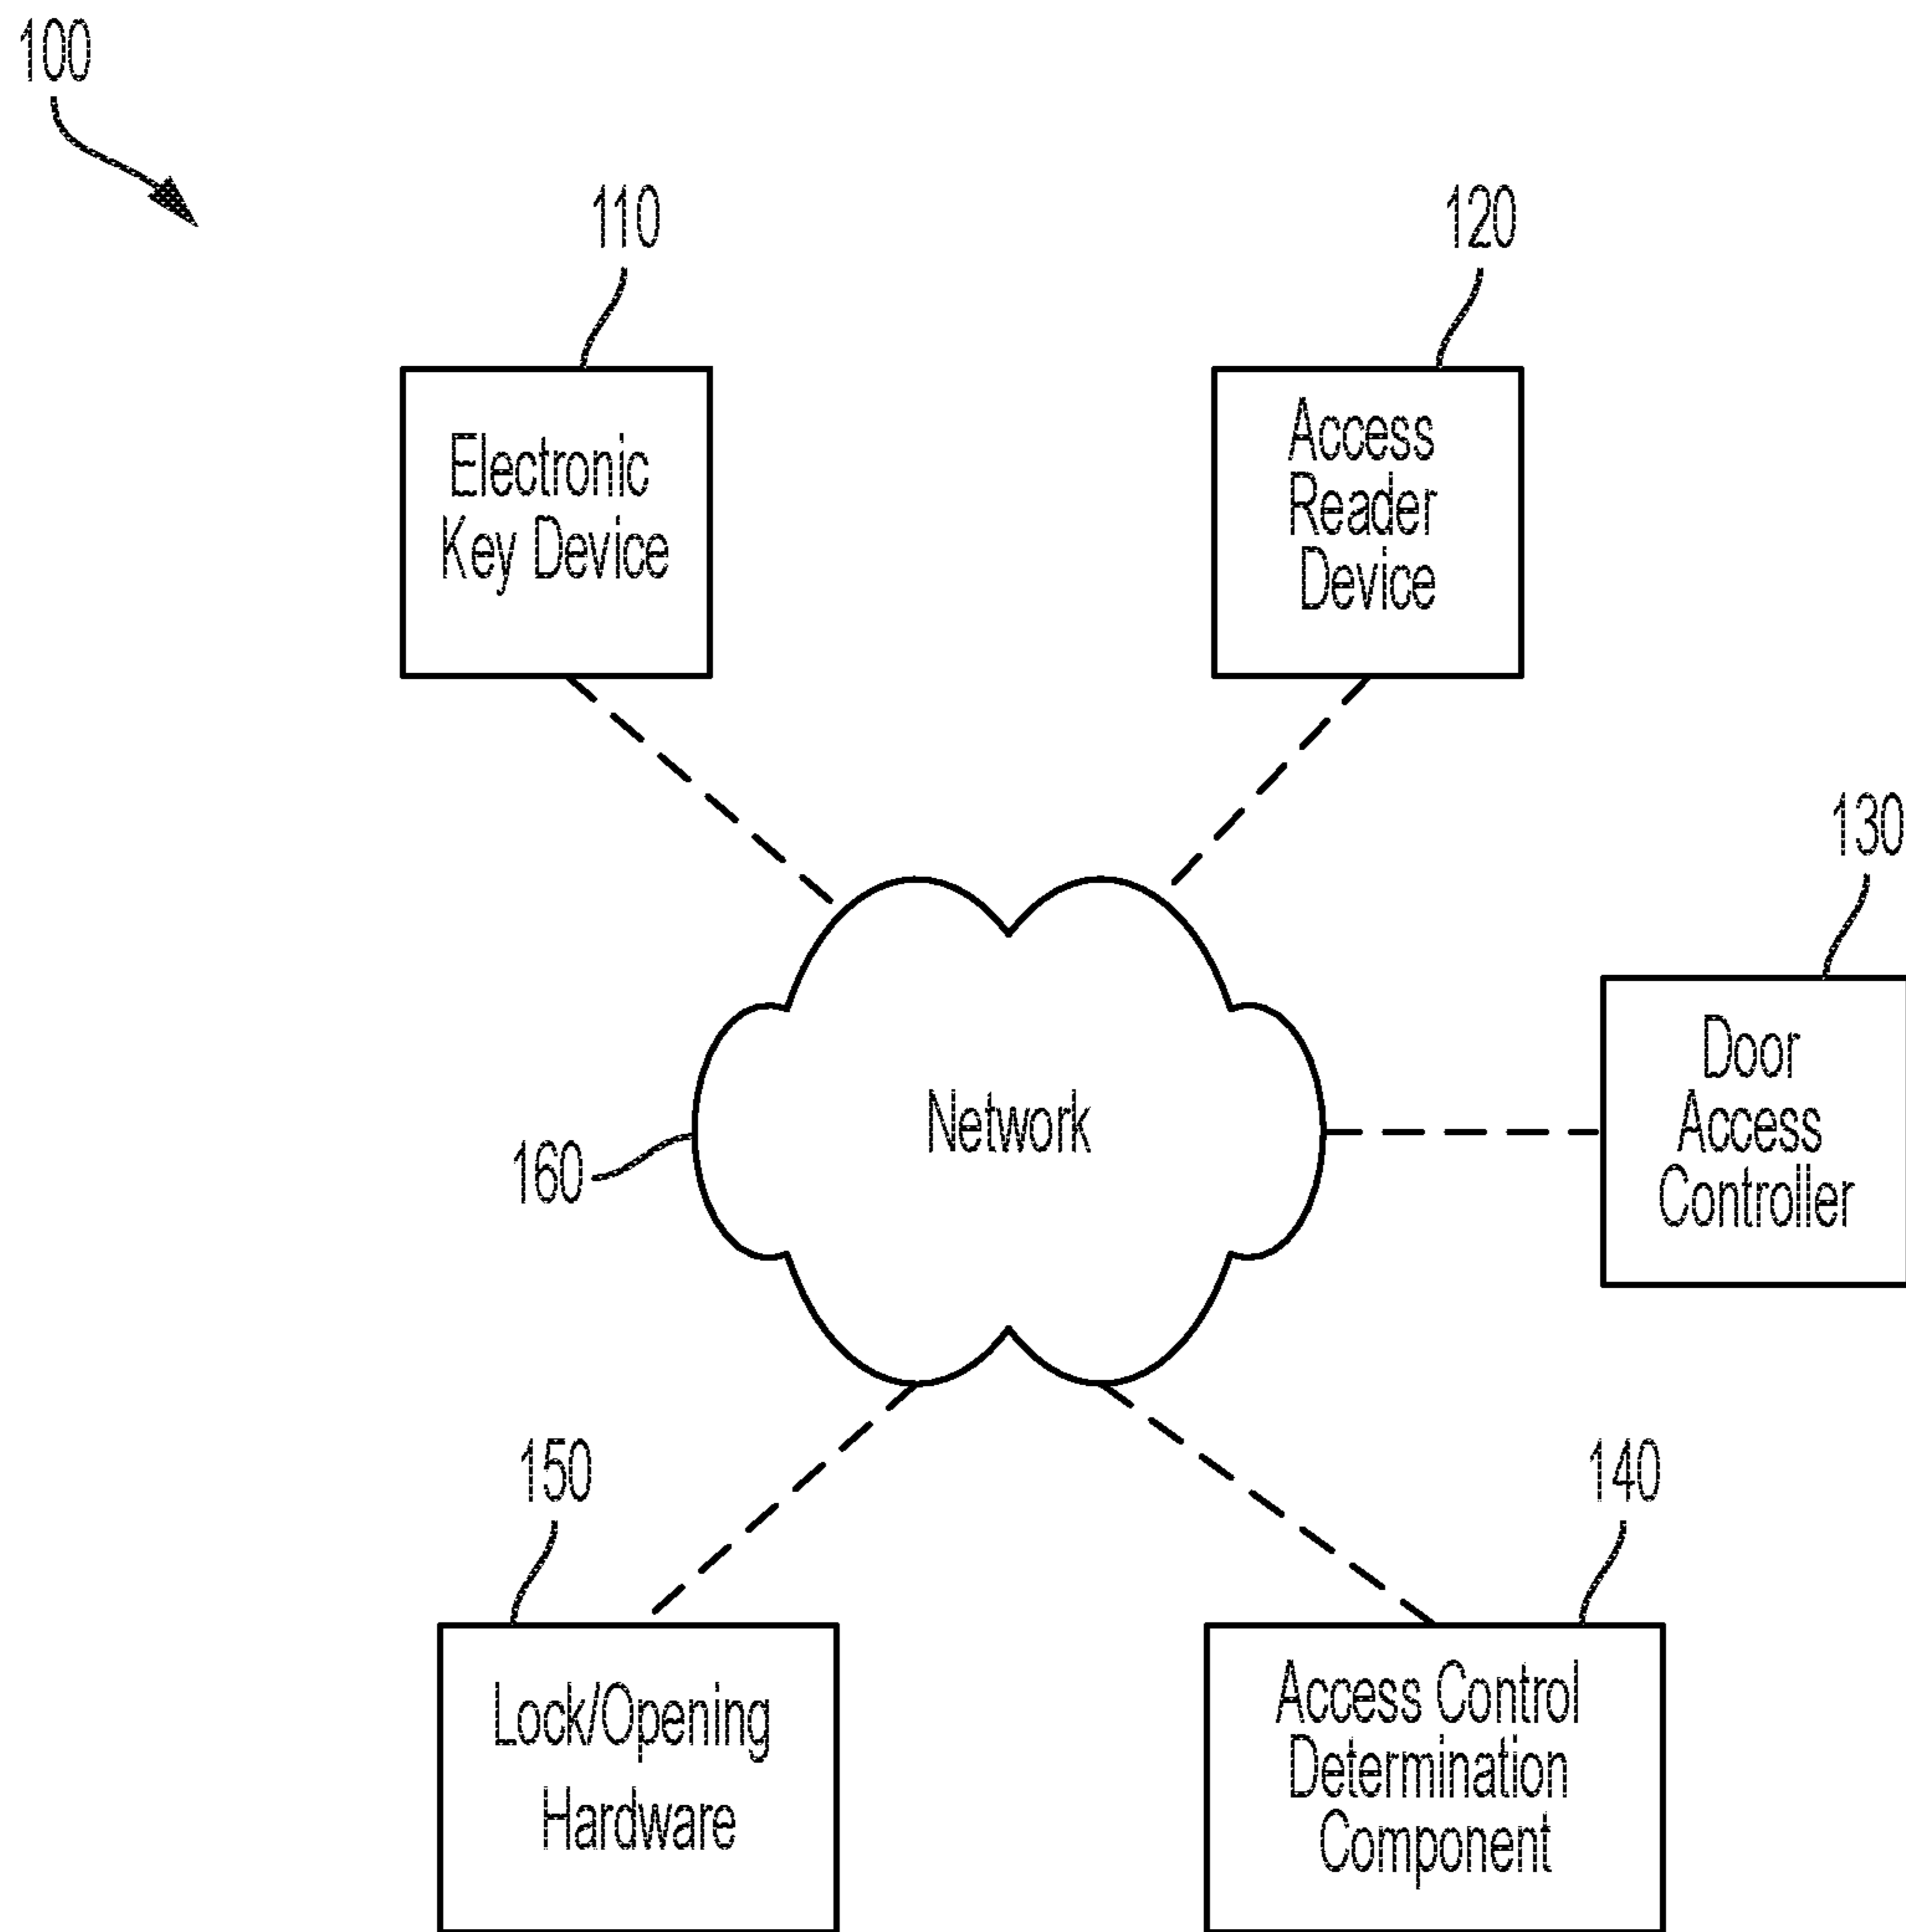 100
110
120
Electronic
Key Device
Access
Reader
Device
130
Door
Access
Controller
Network
160
150
140
Lock/Opening
Hardware
Access Control
Determination
Component